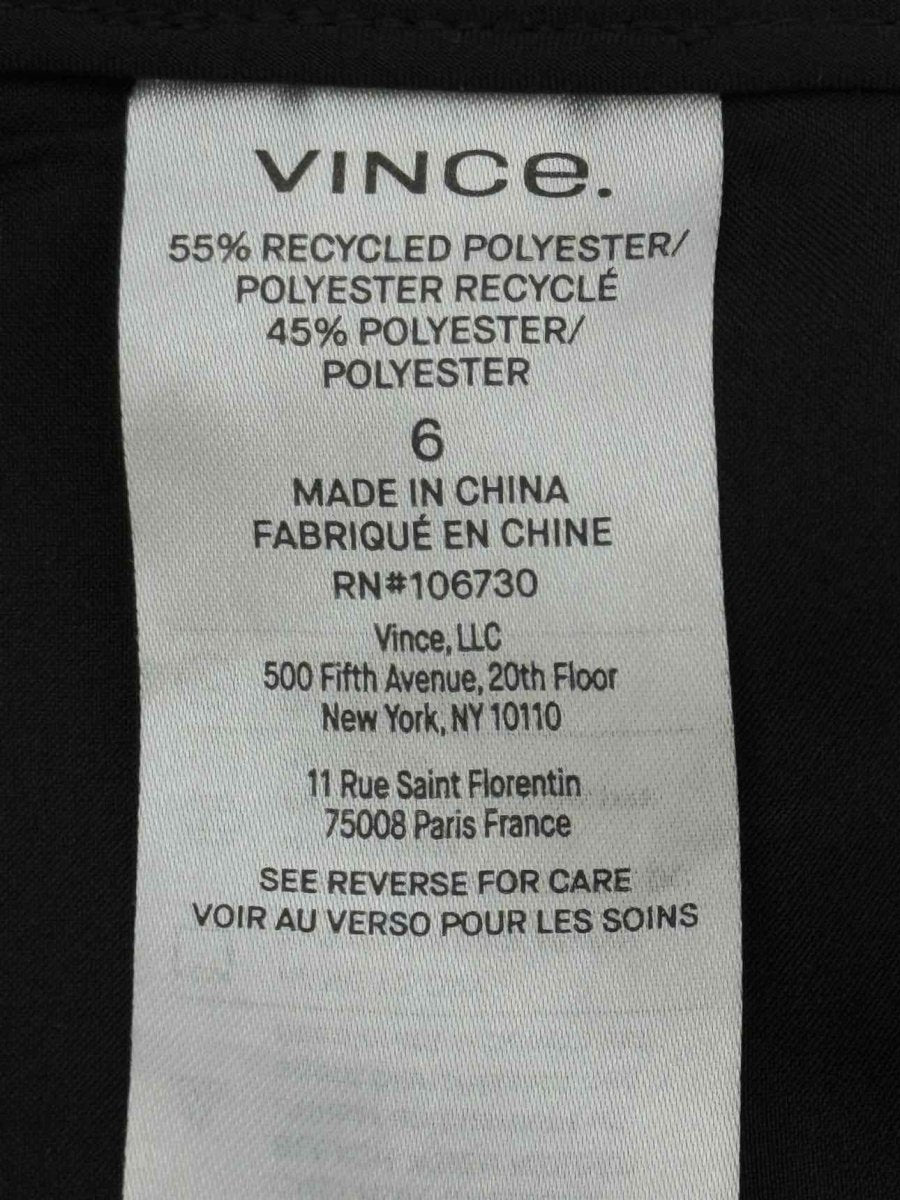 VINCe.
55% RECYCLED POLYESTER/
POLYESTER RECYCLÉ
45% POLYESTER/
POLYESTER
6
MADE IN CHINA
FABRIQUÉ EN CHINE
RN#106730
Vince, LLC
500 Fifth Avenue, 20th Floor
New York, NY 10110
11 Rue Saint Florentin
75008 Paris France
SEE REVERSE FOR CARE
VOIR AU VERSO POUR LES SOINS